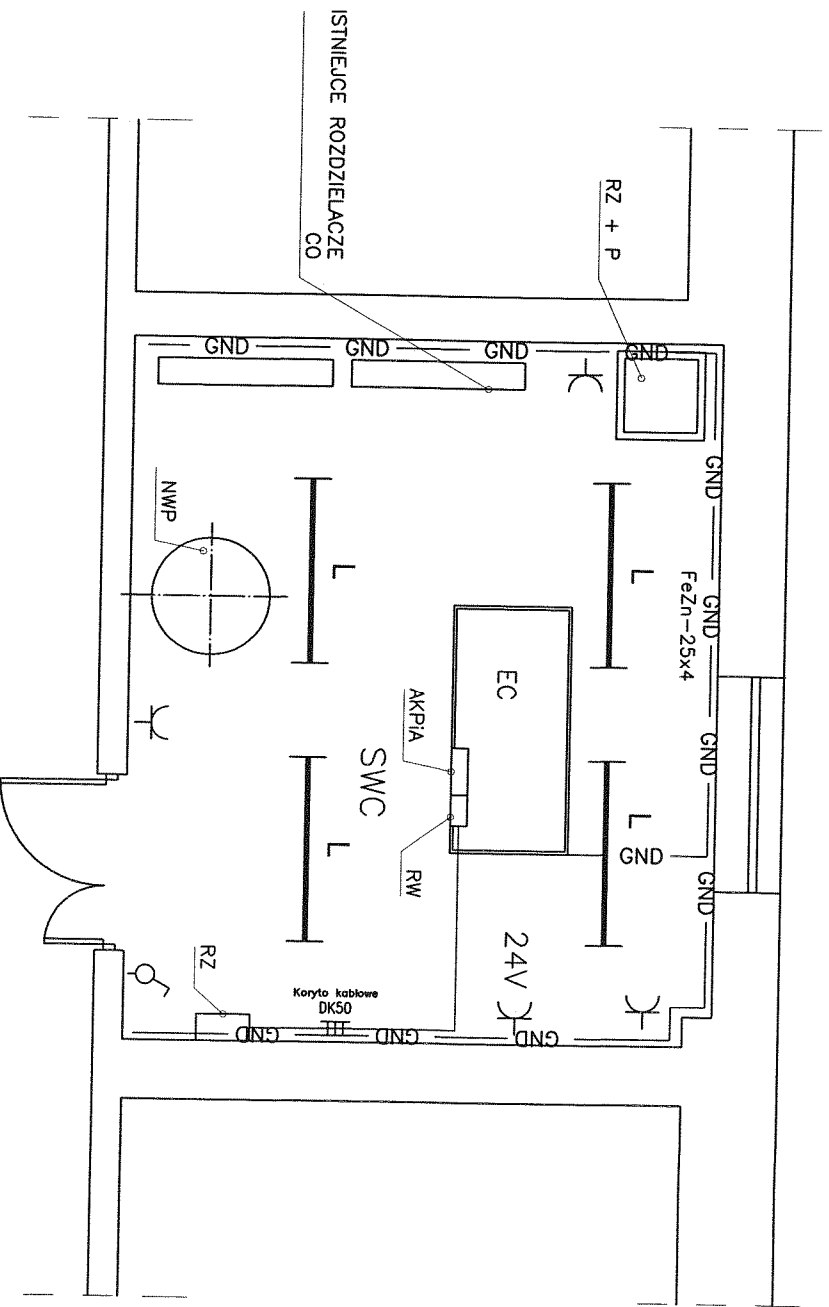 ISTNIEJCE ROZDZIELACZE
CO
RZ + P
GND
GND
GND
GND
GND
GND
GND
GND
GND
FeZn-25x4
NWP
L
L
L
L
EC
AKPiA
SWC
RW
24V
RZ
Koryto kablowe
DK50
GND
GND
GND